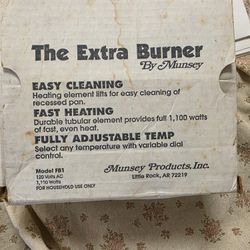 The Extra Burner
By Munsey
EASY CLEANING
Heating element lifts for easy cleaning of
recessed pan.
FAST HEATING
Durable tubular element provides full 1,100 watts
of fast, even heat.
FULLY ADJUSTABLE TEMP
Select any temperature with variable dial
control.
Model FB1
120 Volts AC
1,100 Watts
FOR HOUSEHOLD USE ONLY
Munsey Products, Inc.
Little Rock, AR 72219